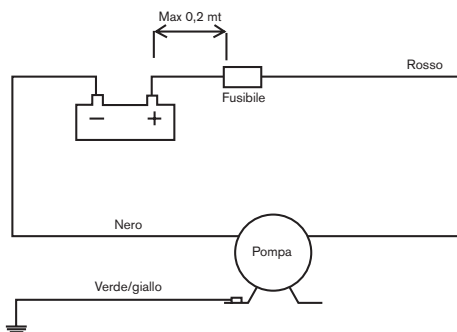 Max 0,2 mt
Rosso
Fusibile
− +
Nero
Pompa
Verde/giallo